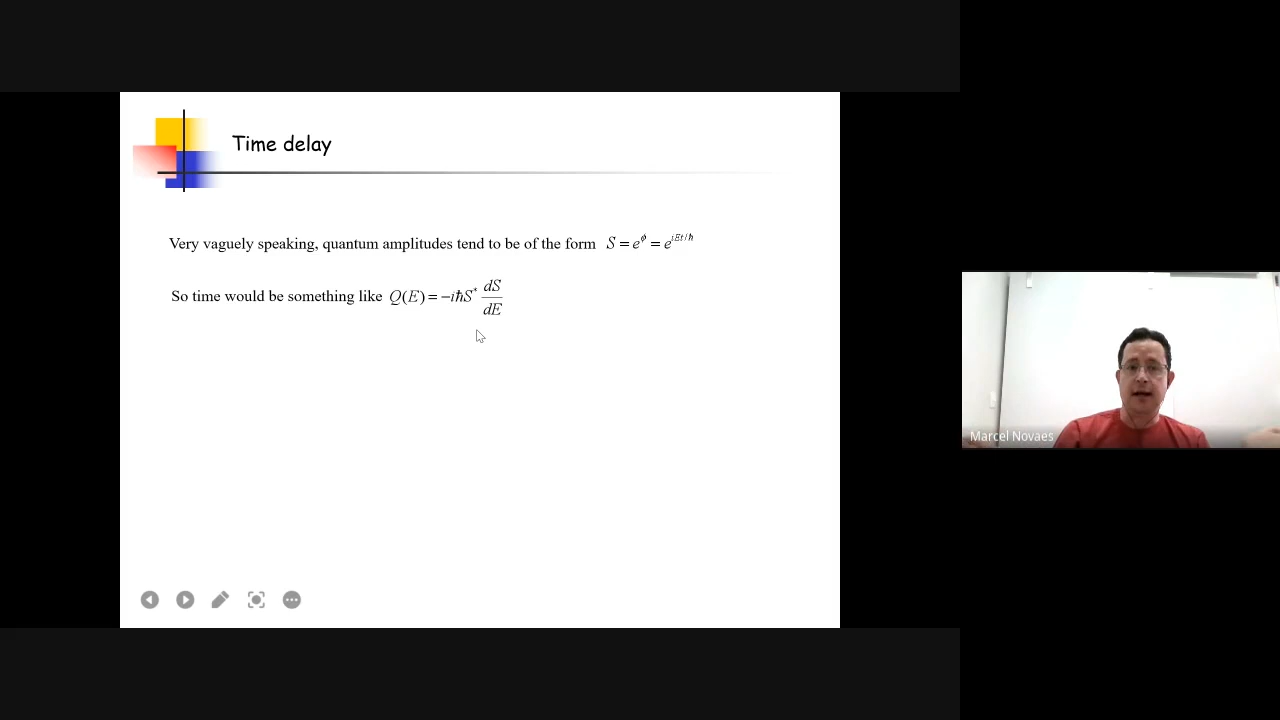 Time delay
Very vaguely speaking, quantum amplitudes tend to be of the form S = e^ϕ = e^{iEt/ħ}
So time would be something like Q(E) = −iħS* dS/dE
Marcel Novaes